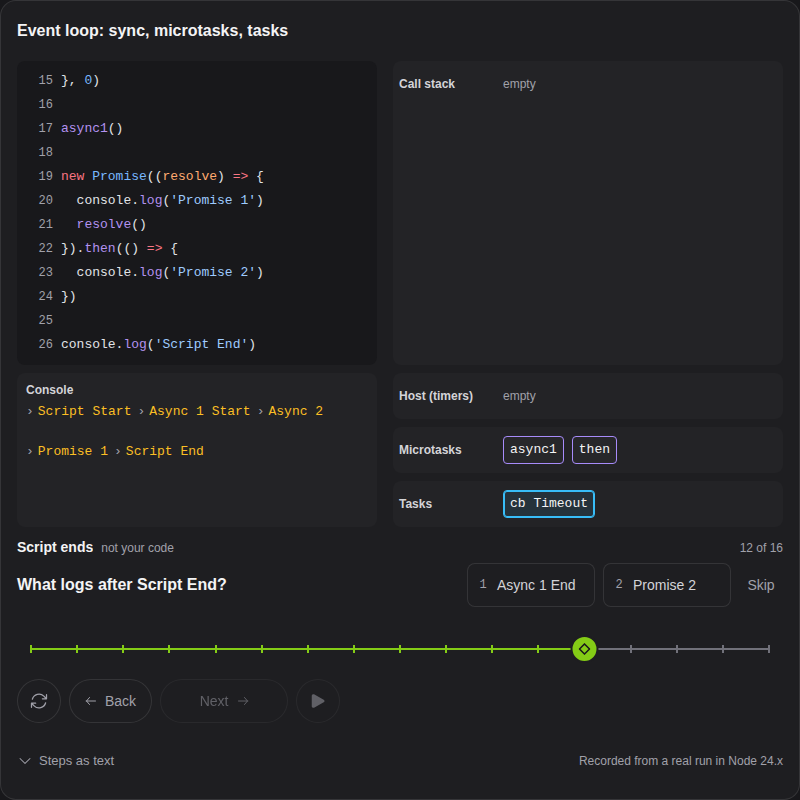 Event loop: sync, microtasks, tasks
15 }, 0)
16
17 async1()
18
19 new Promise((resolve) => {
20   console.log('Promise 1')
21   resolve()
22 }).then(() => {
23   console.log('Promise 2')
24 })
25
26 console.log('Script End')
Call stack empty
Console
› Script Start › Async 1 Start › Async 2
› Promise 1 › Script End
Host (timers) empty
Microtasks async1 then
Tasks cb Timeout
Script ends not your code
12 of 16
What logs after Script End?
1 Async 1 End 2 Promise 2 Skip
← Back Next →
Steps as text
Recorded from a real run in Node 24.x